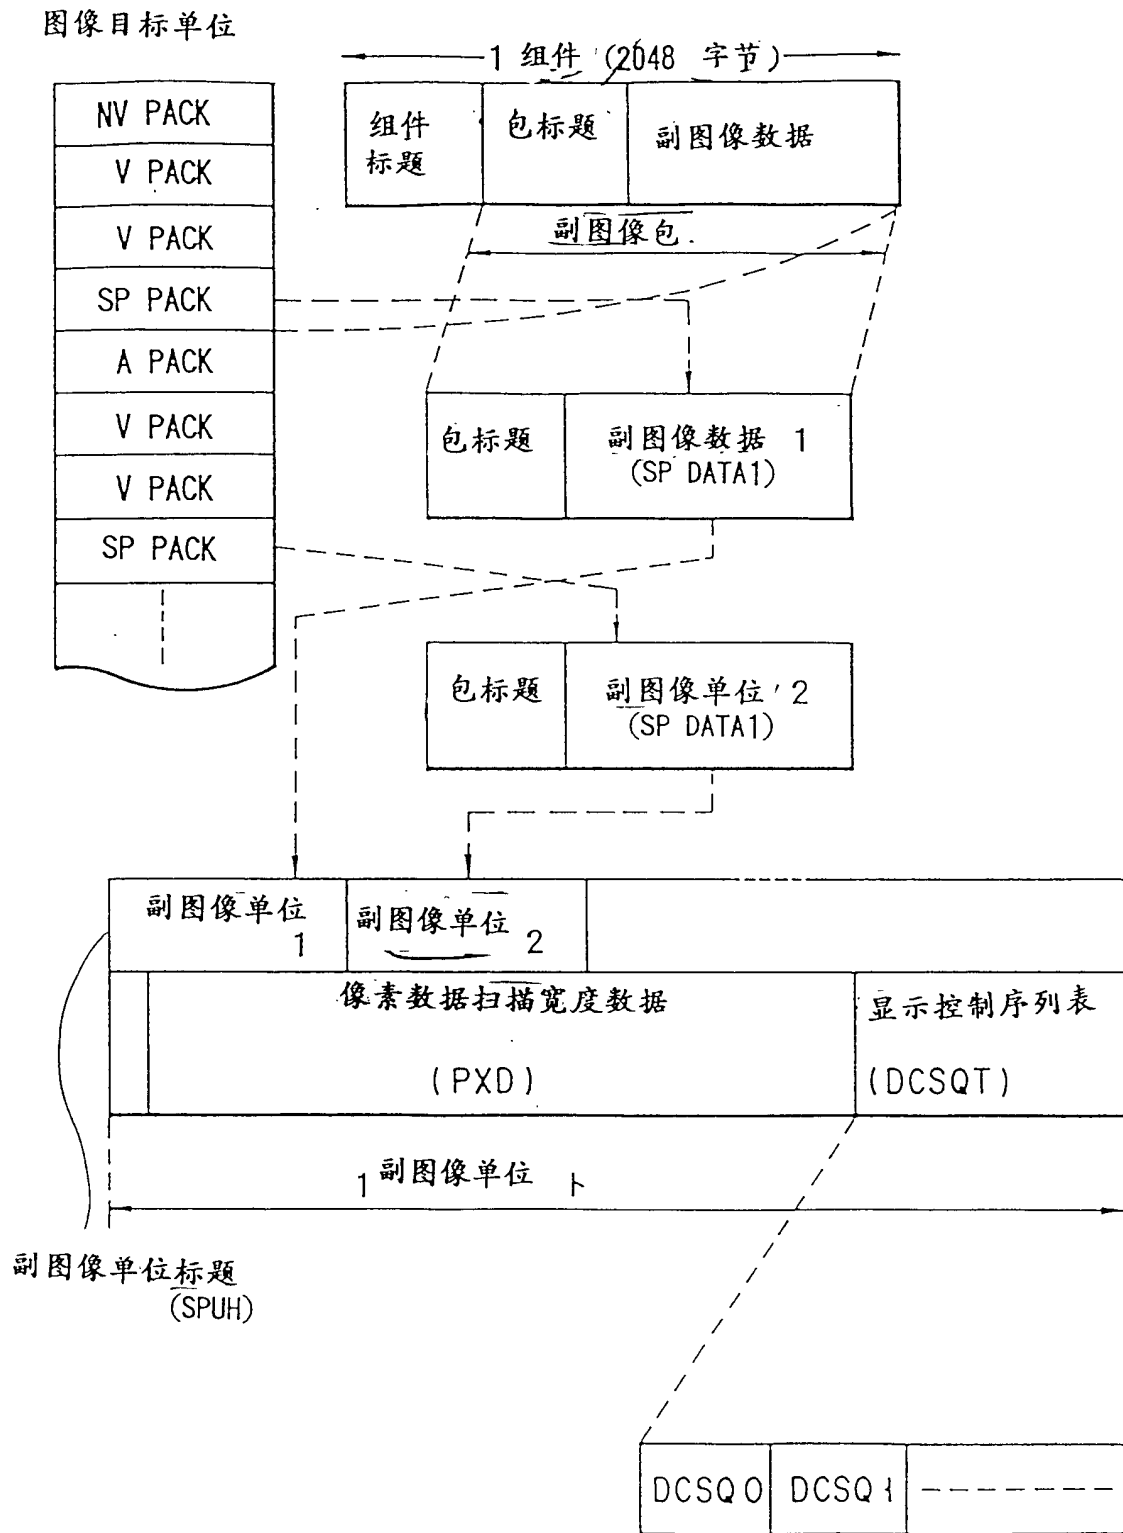 图像目标单位
1 组件 (2048 字节)
NV PACK
V PACK
V PACK
SP PACK
A PACK
V PACK
V PACK
SP PACK
组件
标题
包标题
副图像数据
副图像包
包标题
副图像数据 1
(SP DATA1)
包标题
副图像单位 2
(SP DATA1)
副图像单位
1
副图像单位 2
像素数据扫描宽度数据
(PXD)
显示控制序列表
(DCSQT)
1 副图像单位 ト
副图像单位标题
(SPUH)
DCSQ0
DCSQ1